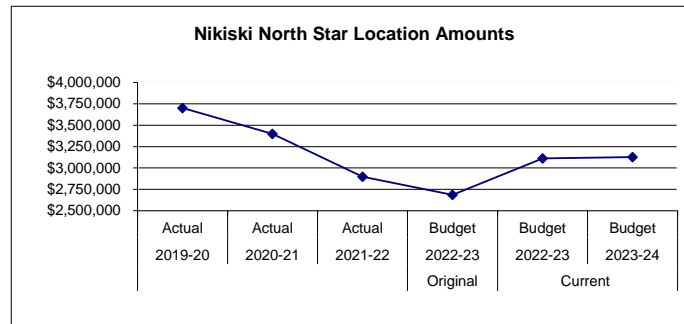 Nikiski North Star Location Amounts
$4,000,000
$3,750,000
$3,500,000
$3,250,000
$3,000,000
$2,750,000
$2,500,000
Actual Actual Actual Budget Budget Budget
2019-20 2020-21 2021-22 2022-23 2022-23 2023-24
Original Current